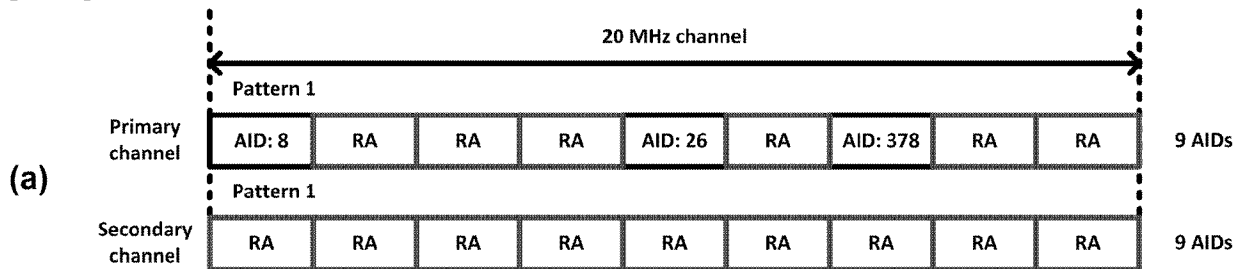 20 MHz channel
Pattern 1
Primary channel
AID: 8 RA RA RA AID: 26 RA AID: 378 RA RA
9 AIDs
(a)
Pattern 1
Secondary channel
RA RA RA RA RA RA RA RA RA
9 AIDs